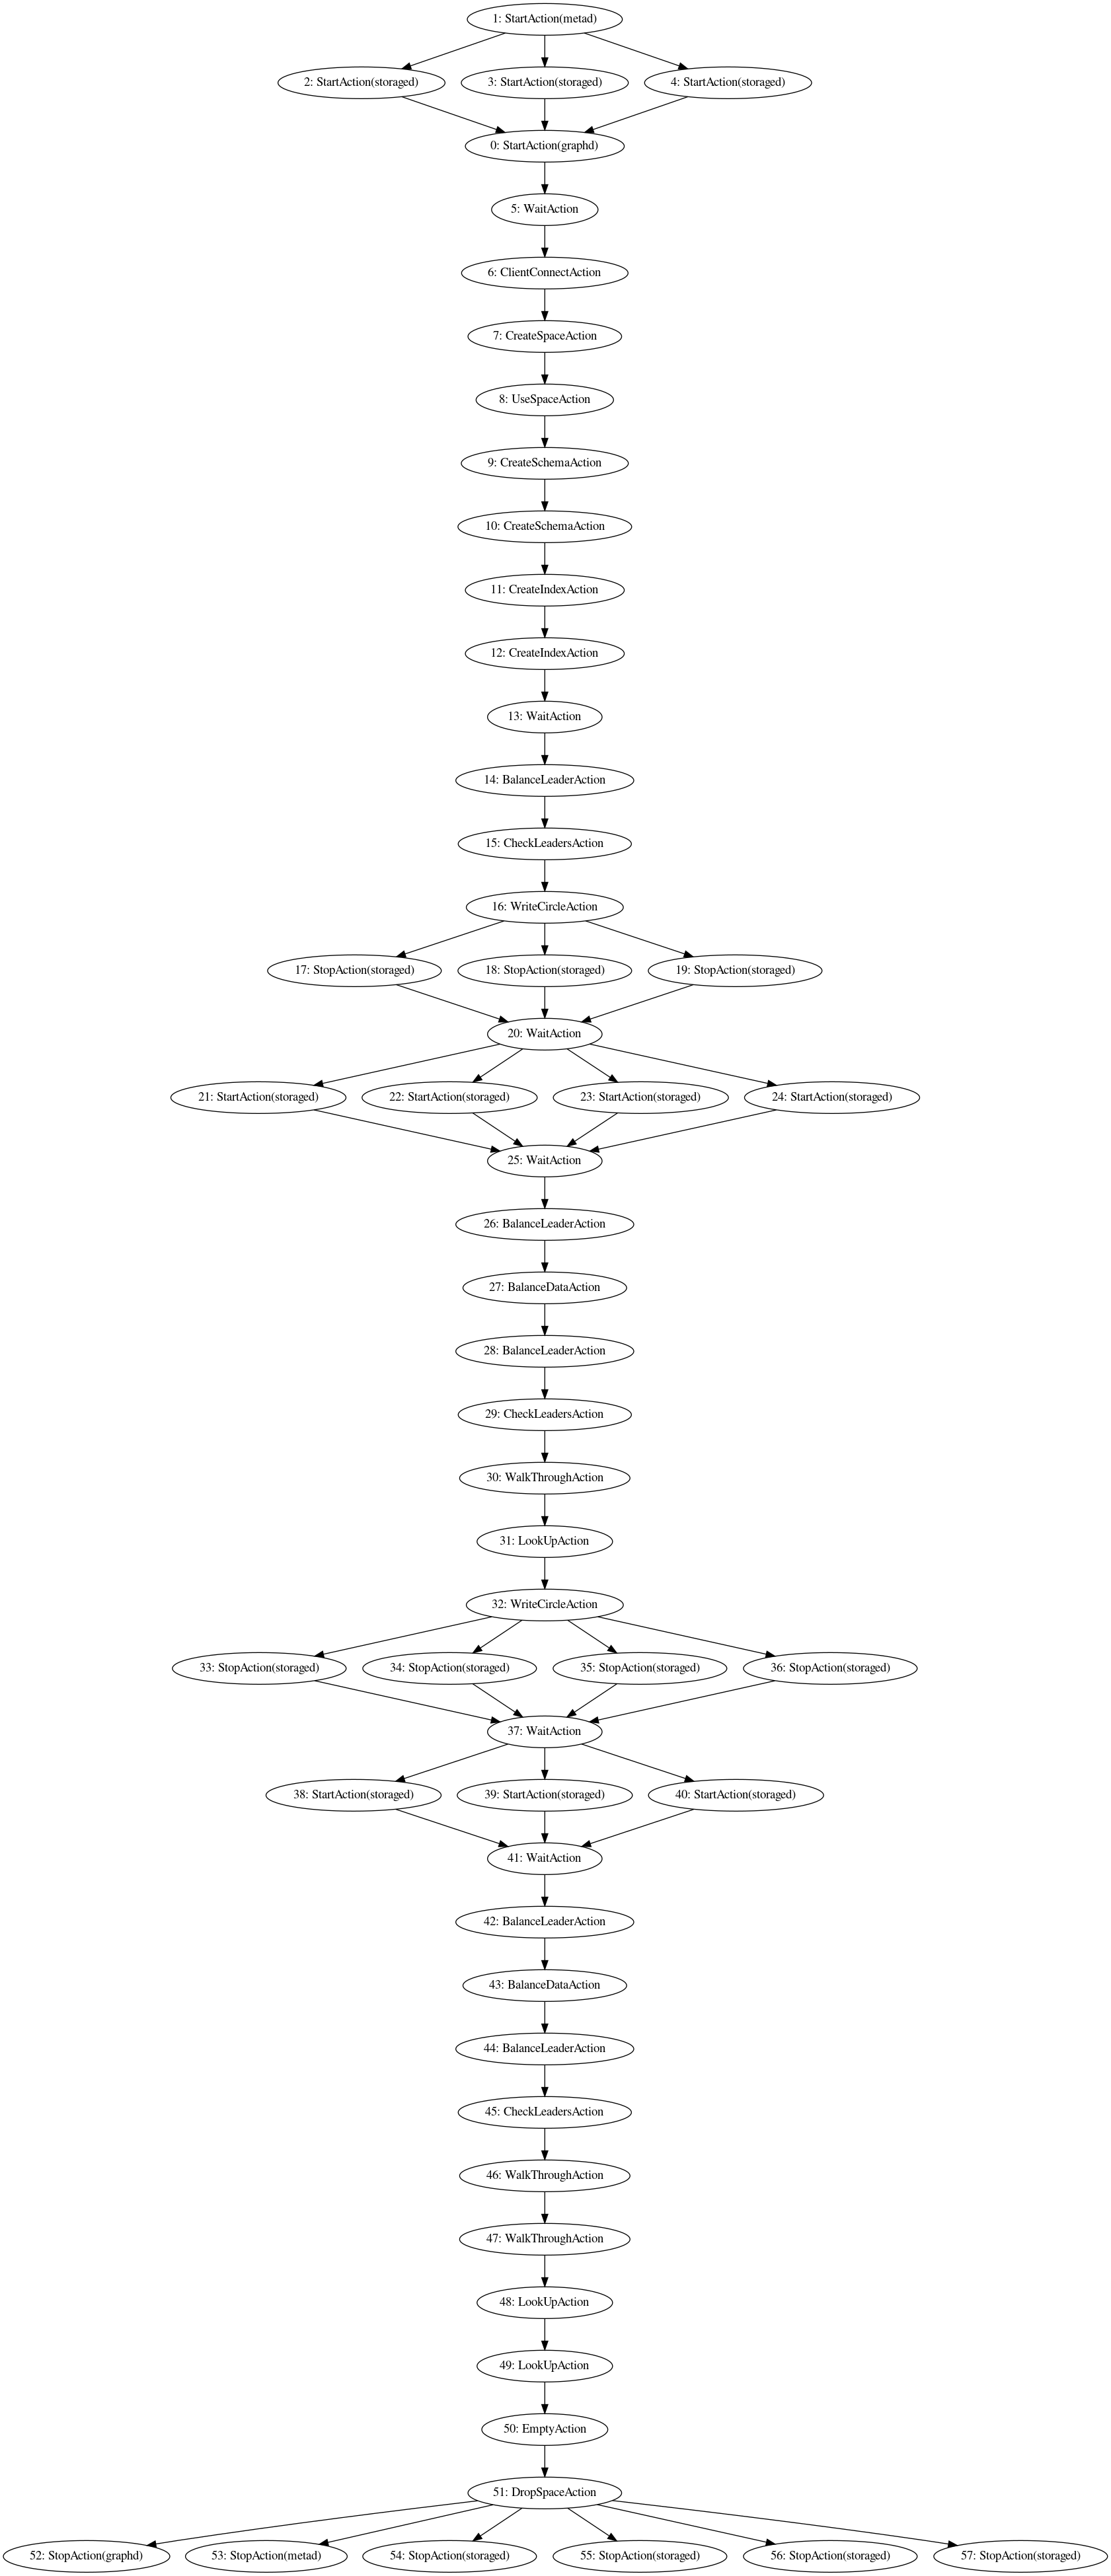 1: StartAction(metad)
2: StartAction(storaged)
3: StartAction(storaged)
4: StartAction(storaged)
0: StartAction(graphd)
5: WaitAction
6: ClientConnectAction
7: CreateSpaceAction
8: UseSpaceAction
9: CreateSchemaAction
10: CreateSchemaAction
11: CreateIndexAction
12: CreateIndexAction
13: WaitAction
14: BalanceLeaderAction
15: CheckLeadersAction
16: WriteCircleAction
17: StopAction(storaged)
18: StopAction(storaged)
19: StopAction(storaged)
20: WaitAction
21: StartAction(storaged)
22: StartAction(storaged)
23: StartAction(storaged)
24: StartAction(storaged)
25: WaitAction
26: BalanceLeaderAction
27: BalanceDataAction
28: BalanceLeaderAction
29: CheckLeadersAction
30: WalkThroughAction
31: LookUpAction
32: WriteCircleAction
33: StopAction(storaged)
34: StopAction(storaged)
35: StopAction(storaged)
36: StopAction(storaged)
37: WaitAction
38: StartAction(storaged)
39: StartAction(storaged)
40: StartAction(storaged)
41: WaitAction
42: BalanceLeaderAction
43: BalanceDataAction
44: BalanceLeaderAction
45: CheckLeadersAction
46: WalkThroughAction
47: WalkThroughAction
48: LookUpAction
49: LookUpAction
50: EmptyAction
51: DropSpaceAction
52: StopAction(graphd)
53: StopAction(metad)
54: StopAction(storaged)
55: StopAction(storaged)
56: StopAction(storaged)
57: StopAction(storaged)